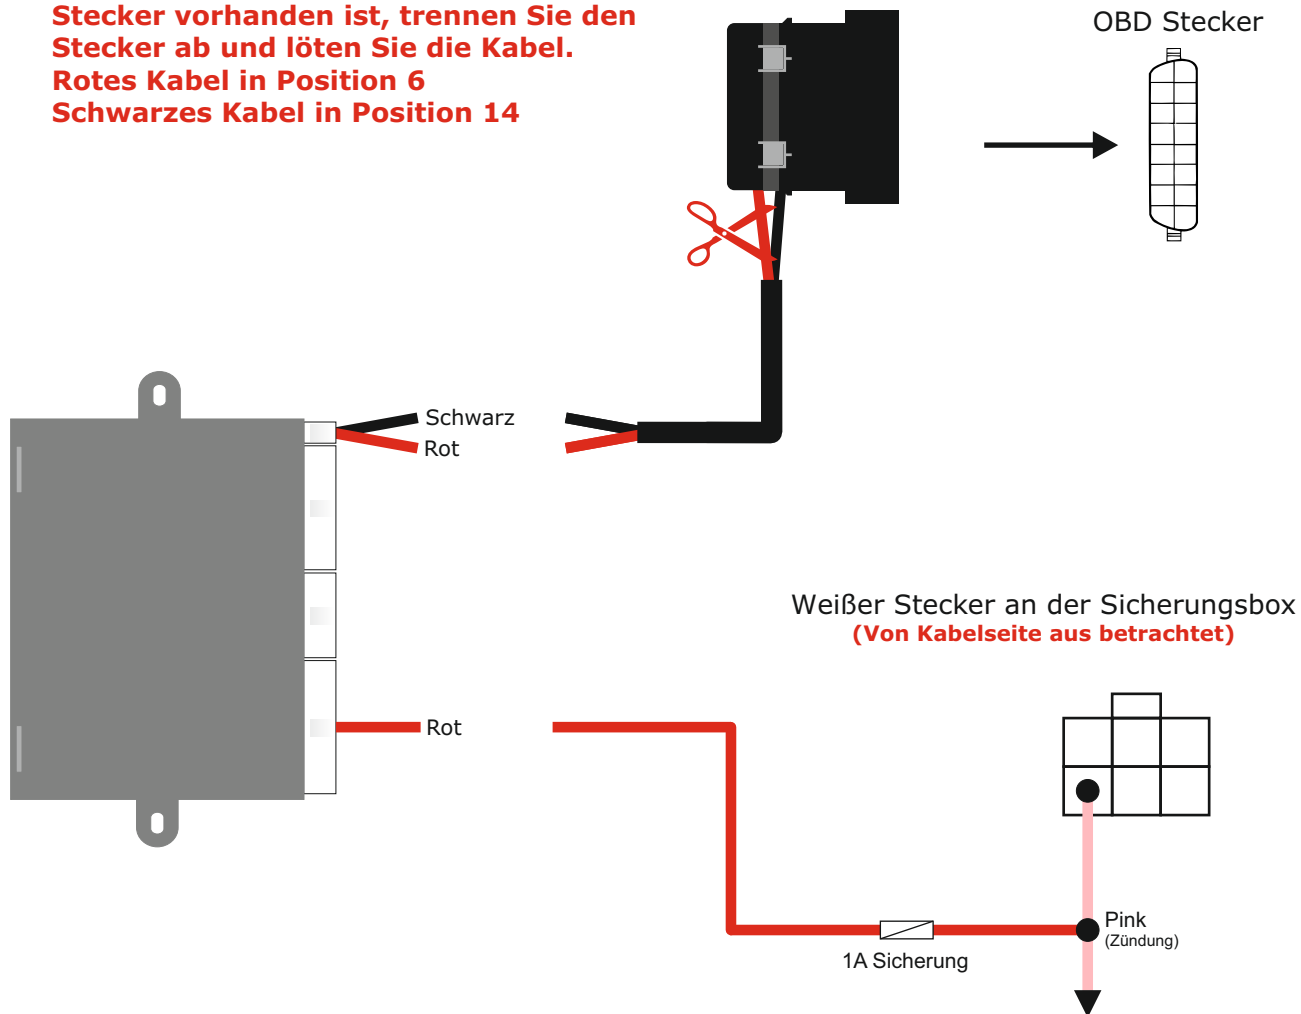 Stecker vorhanden ist, trennen Sie den
Stecker ab und löten Sie die Kabel.
Rotes Kabel in Position 6
Schwarzes Kabel in Position 14
OBD Stecker
Schwarz
Rot
Weißer Stecker an der Sicherungsbox
(Von Kabelseite aus betrachtet)
Rot
Pink
(Zündung)
1A Sicherung